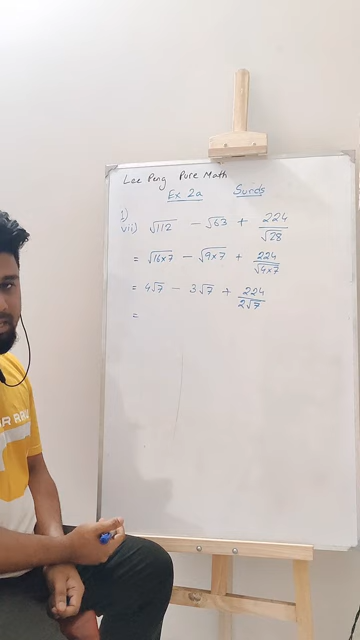 Lee Peng Pure Math
Ex. 2a Surds
i)
vii) √112 - √63 + 224/√28
= √16×7 - √9×7 + 224/√4×7
= 4√7 - 3√7 + 224/2√7
=